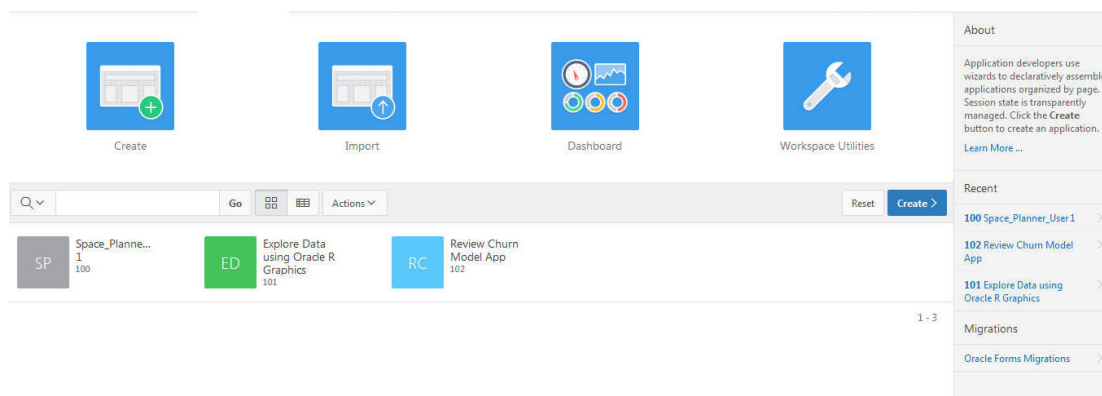 Create
Import
Dashboard
Workspace Utilities
Go
Actions
Reset
Create >
SP
Space_Planne...
1
100
ED
Explore Data
using Oracle R
Graphics
101
RC
Review Churn
Model App
102
1 - 3
About
Application developers use
wizards to declaratively assemble
applications organized by page.
Session state is transparently
managed. Click the Create
button to create an application.
Learn More ...
Recent
100 Space_Planner_User1
102 Review Churn Model
App
101 Explore Data using
Oracle R Graphics
Migrations
Oracle Forms Migrations